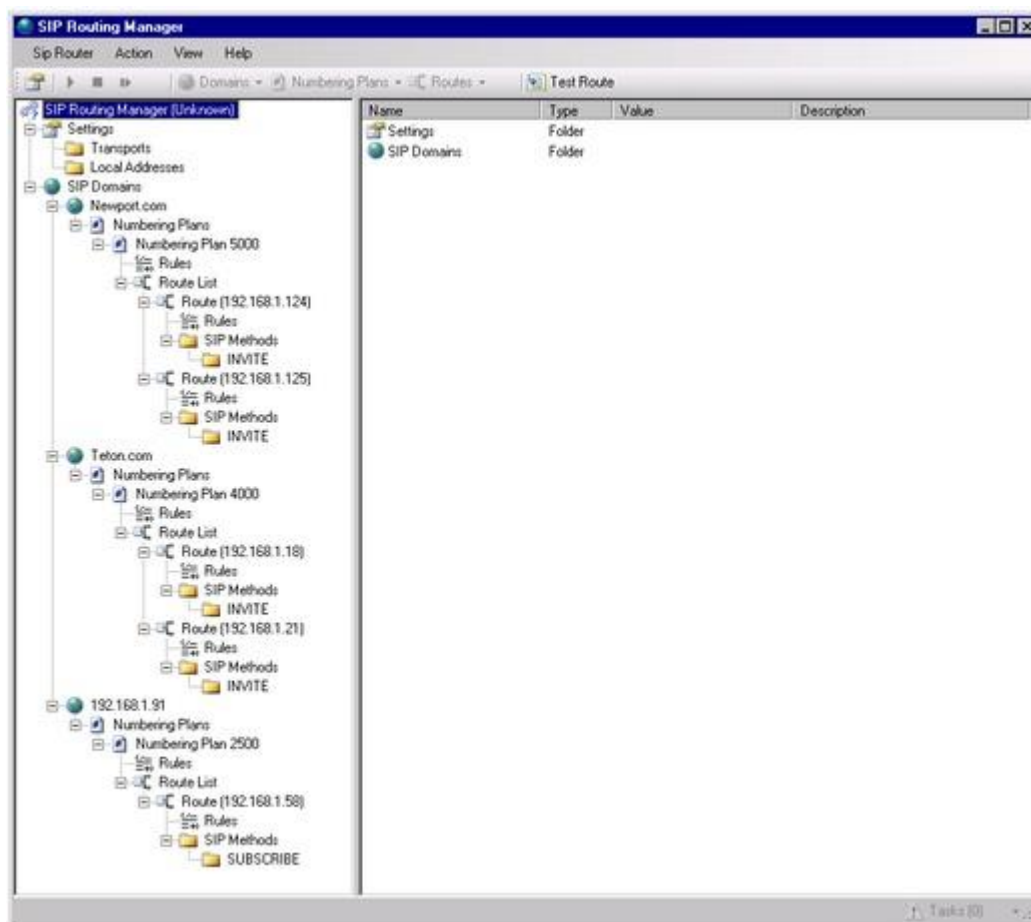 SIP Routing Manager
Sip Router Action View Help
Domains Numbering Plans Routes Test Route
SIP Routing Manager (Unknown)
Settings
Transports
Local Addresses
SIP Domains
Newport.com
Numbering Plans
Numbering Plan 5000
Rules
Route List
Route (192.168.1.124)
Rules
SIP Methods
INVITE
Route (192.168.1.125)
Rules
SIP Methods
INVITE
Teton.com
Numbering Plans
Numbering Plan 4000
Rules
Route List
Route (192.168.1.18)
Rules
SIP Methods
INVITE
Route (192.168.1.21)
Rules
SIP Methods
INVITE
192.168.1.91
Numbering Plans
Numbering Plan 2500
Rules
Route List
Route (192.168.1.58)
Rules
SIP Methods
SUBSCRIBE
Name Type Value Description
Settings Folder
SIP Domains Folder
Tasks (0)